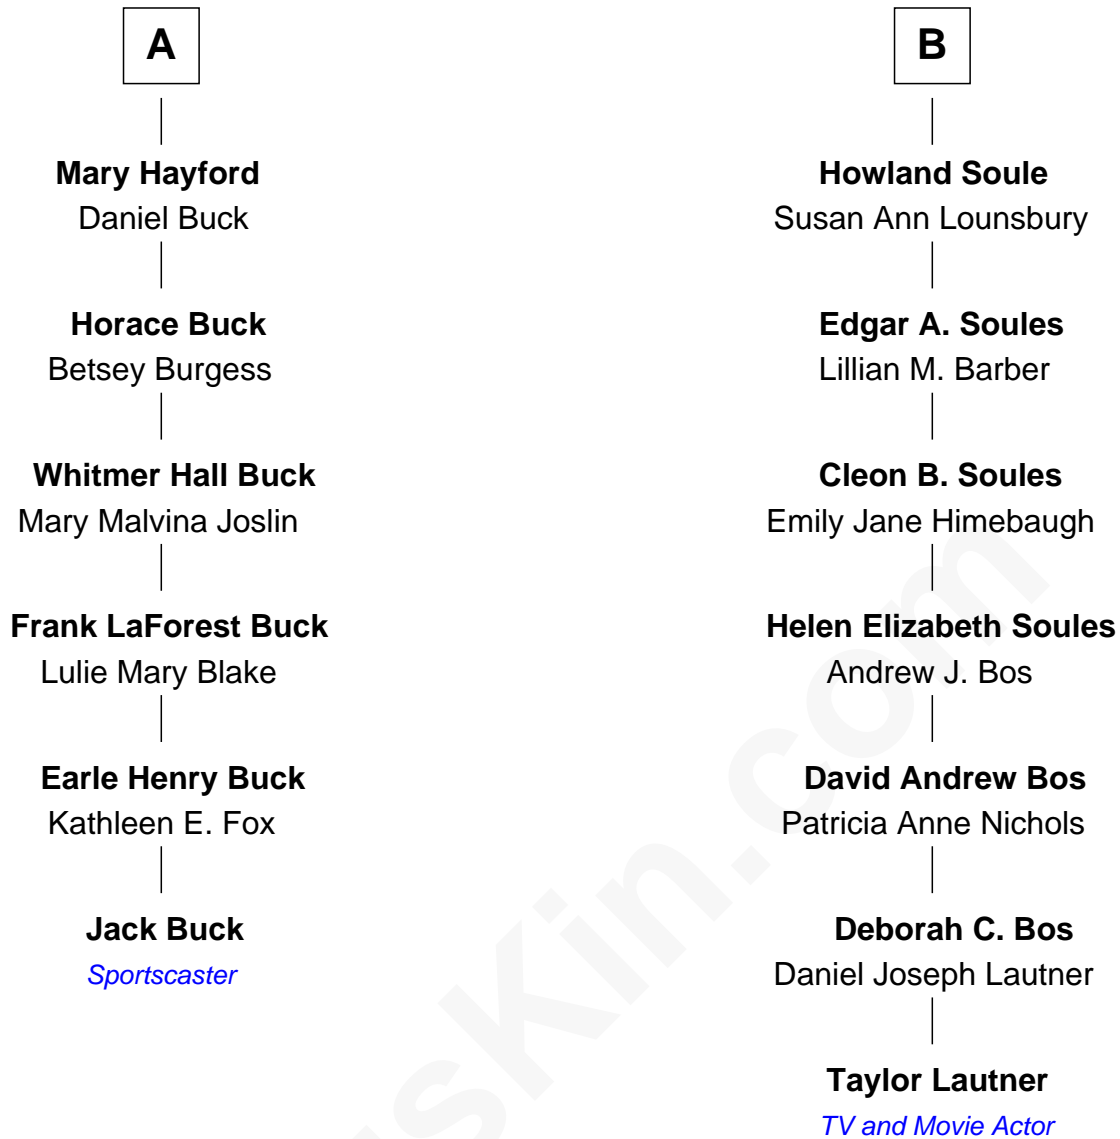 A
Mary Hayford
Daniel Buck
Horace Buck
Betsey Burgess
Whitmer Hall Buck
Mary Malvina Joslin
Frank LaForest Buck
Lulie Mary Blake
Earle Henry Buck
Kathleen E. Fox
Jack Buck
Sportscaster
B
Howland Soule
Susan Ann Lounsbury
Edgar A. Soules
Lillian M. Barber
Cleon B. Soules
Emily Jane Himebaugh
Helen Elizabeth Soules
Andrew J. Bos
David Andrew Bos
Patricia Anne Nichols
Deborah C. Bos
Daniel Joseph Lautner
Taylor Lautner
TV and Movie Actor